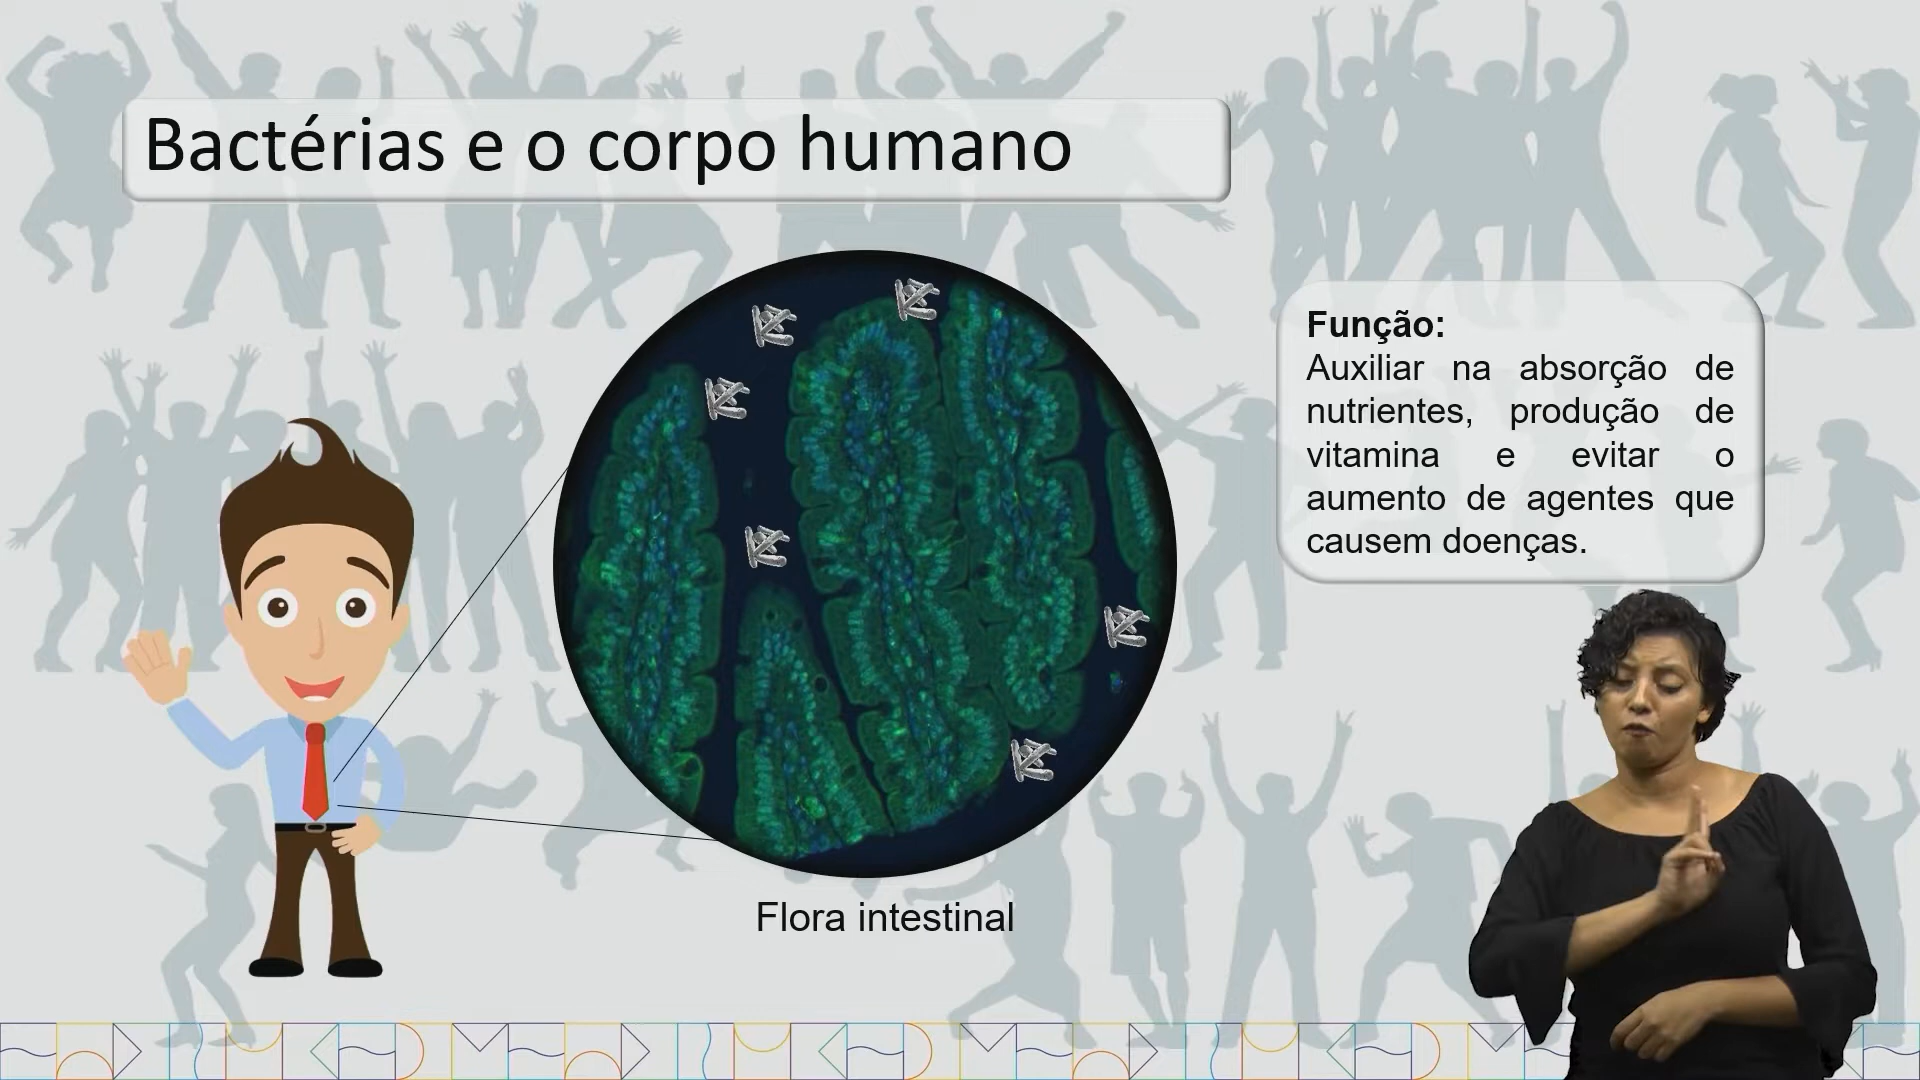 Bactérias e o corpo humano
Função:
Auxiliar na absorção de
nutrientes, produção de
vitamina e evitar o
aumento de agentes que
causem doenças.
Flora intestinal